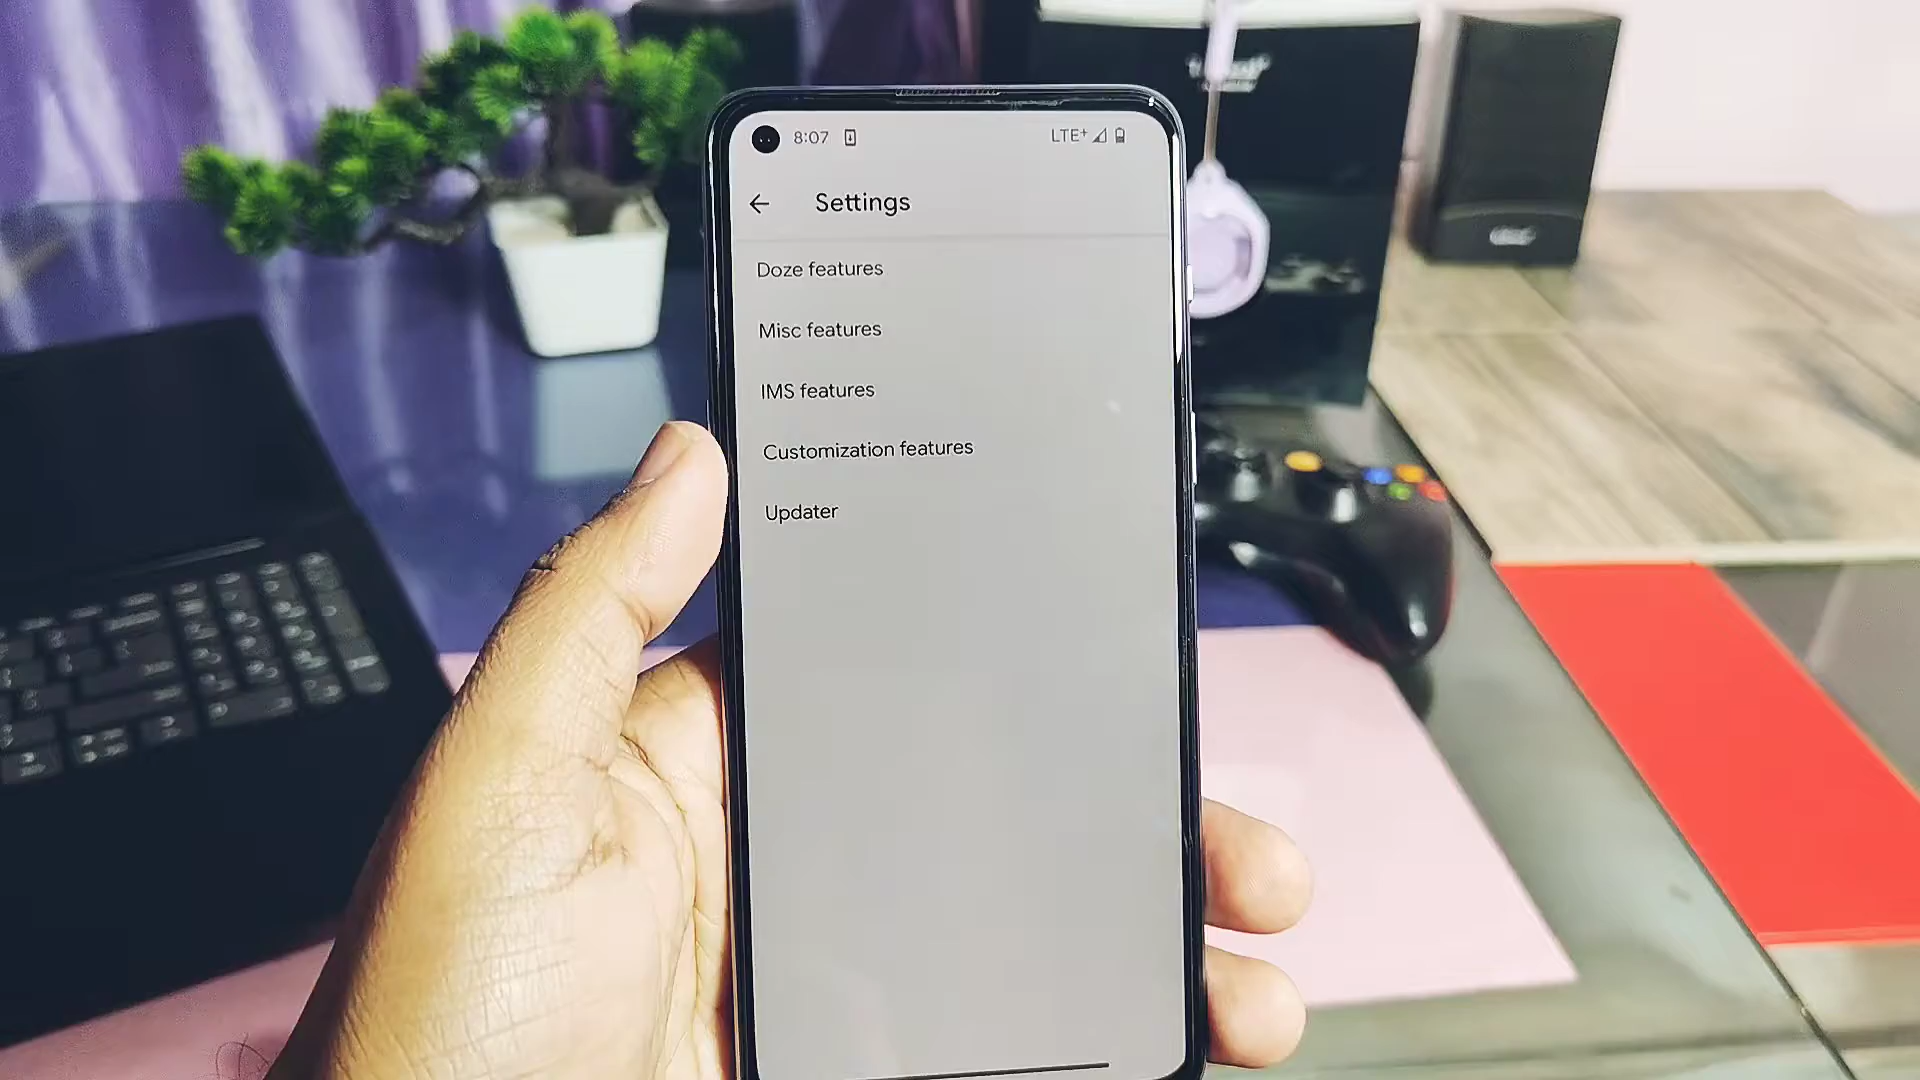 8:07
LTE+
Settings
Doze features
Misc features
IMS features
Customization features
Updater